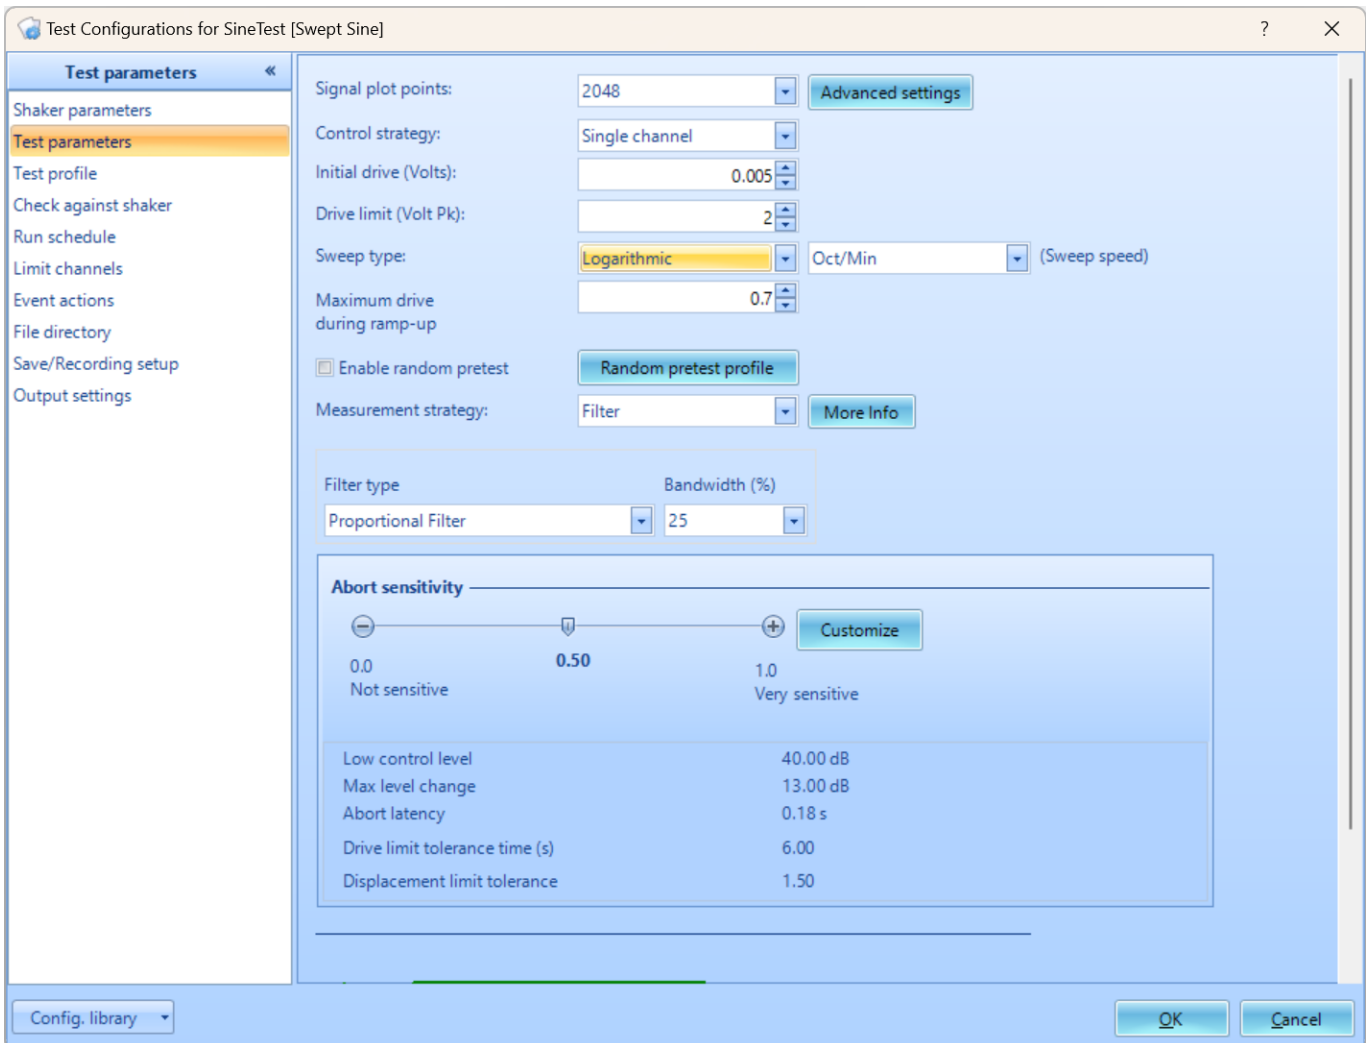 Test Configurations for SineTest [Swept Sine]
?
Test parameters «
Shaker parameters
Test parameters
Test profile
Check against shaker
Run schedule
Limit channels
Event actions
File directory
Save/Recording setup
Output settings
Signal plot points: 2048 Advanced settings
Control strategy: Single channel
Initial drive (Volts): 0.005
Drive limit (Volt Pk): 2
Sweep type: Logarithmic Oct/Min (Sweep speed)
Maximum drive 0.7
during ramp-up
Enable random pretest Random pretest profile
Measurement strategy: Filter More Info
Filter type Bandwidth (%)
Proportional Filter 25
Abort sensitivity
Customize
0.0 0.50 1.0
Not sensitive Very sensitive
Low control level 40.00 dB
Max level change 13.00 dB
Abort latency 0.18 s
Drive limit tolerance time (s) 6.00
Displacement limit tolerance 1.50
Config. library OK Cancel